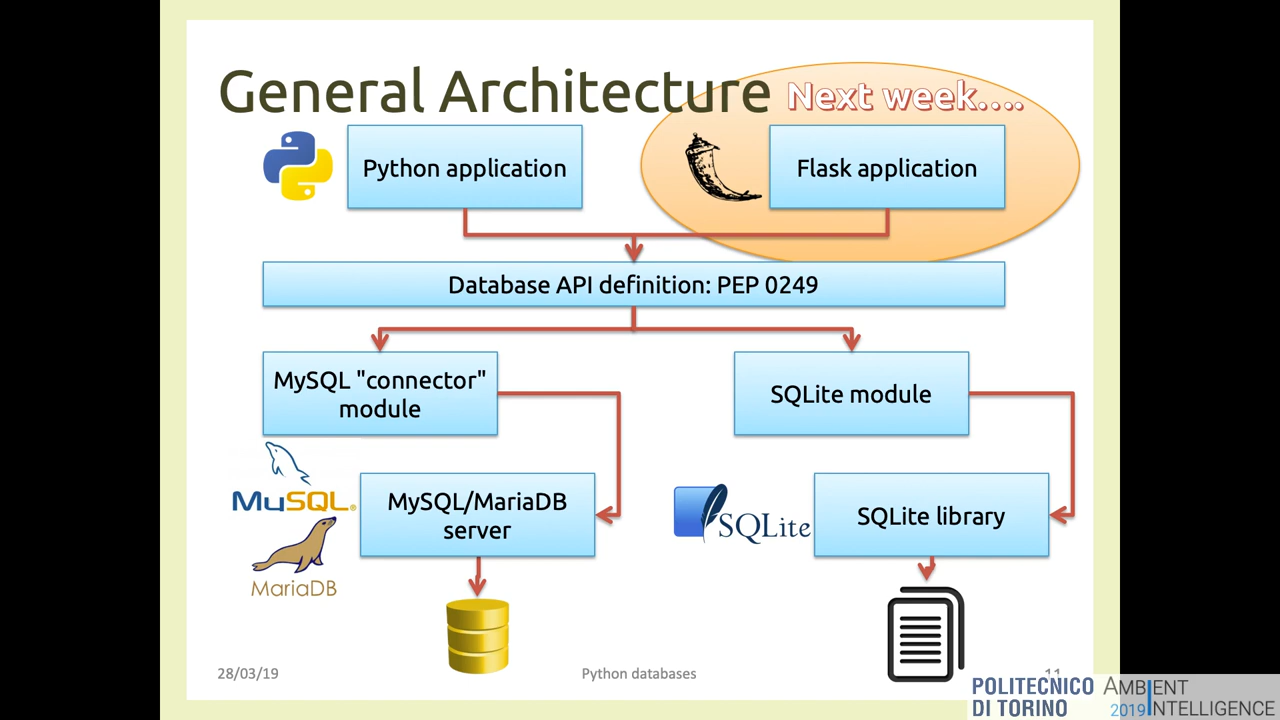 General Architecture
Next week....
Python application
Flask application
Database API definition: PEP 0249
MySQL "connector"
module
SQLite module
MySQL®
MariaDB
MySQL/MariaDB
server
SQLite
SQLite library
28/03/19
Python databases
11
POLITECNICO
DI TORINO
AMBIENT
2019 INTELLIGENCE